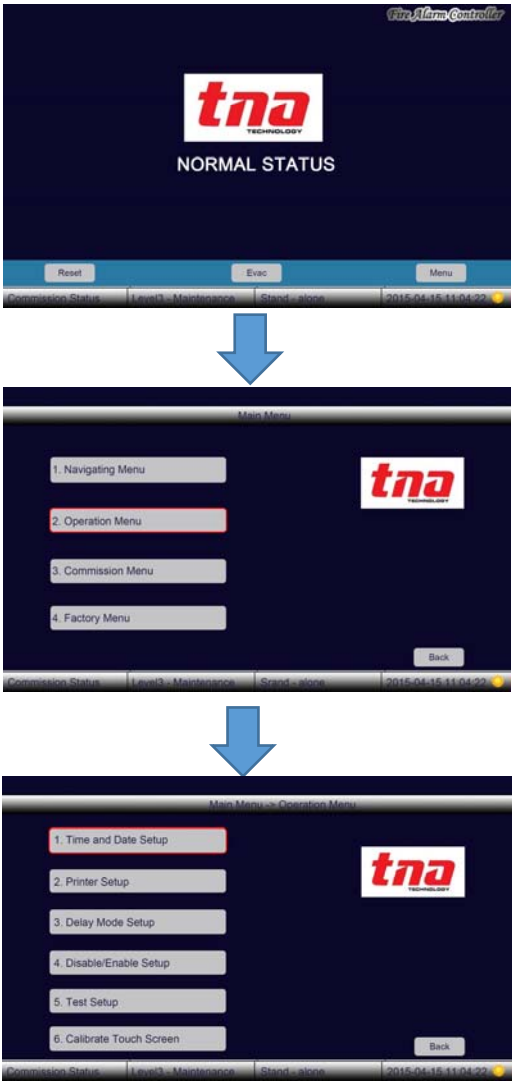 Fire Alarm Controller
tna
TECHNOLOGY
NORMAL STATUS
Reset Evac Menu
Commission Status Level3 - Maintenance Stand - alone 2015-04-15 11:04:22
Main Menu
1. Navigating Menu
tna
TECHNOLOGY
2. Operation Menu
3. Commission Menu
4. Factory Menu
Back
Commission Status Level3 - Maintenance Srand - alone 2015-04-15 11:04:22
Main Menu -> Operation Menu
1. Time and Date Setup
tna
TECHNOLOGY
2. Printer Setup
3. Delay Mode Setup
4. Disable/Enable Setup
5. Test Setup
6. Calibrate Touch Screen
Back
Commission Status Level3 - Maintenance Stand - alone 2015-04-15 11:04:22